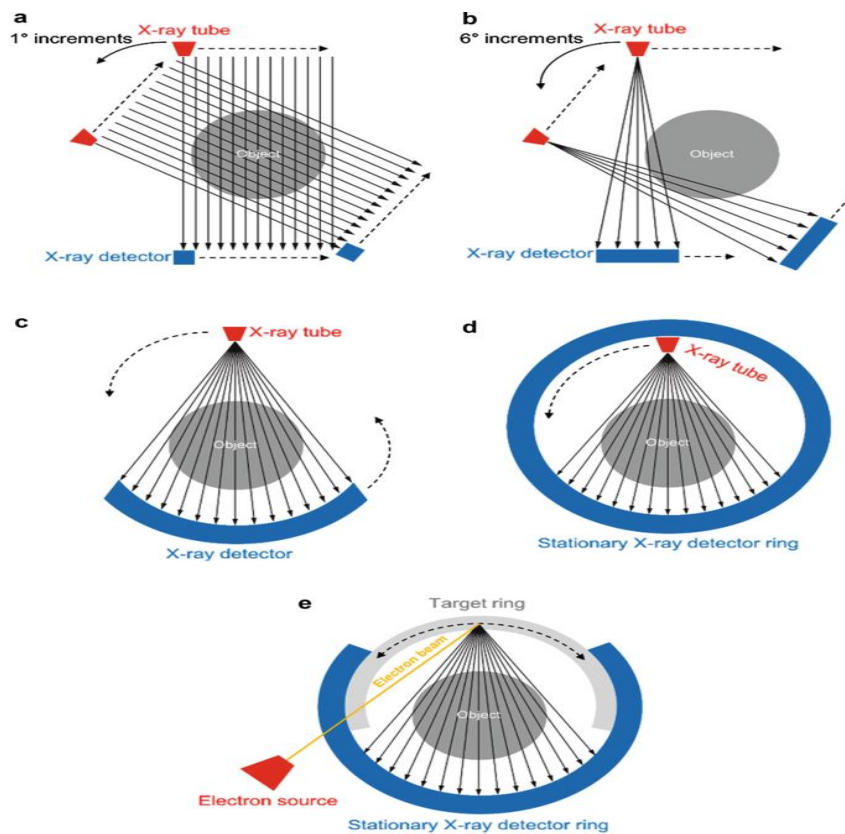 a
X-ray tube
1° increments
Object
X-ray detector
b
X-ray tube
6° increments
Object
X-ray detector
c
X-ray tube
Object
X-ray detector
d
X-ray tube
Object
Stationary X-ray detector ring
e
Target ring
Electron beam
Object
Electron source
Stationary X-ray detector ring